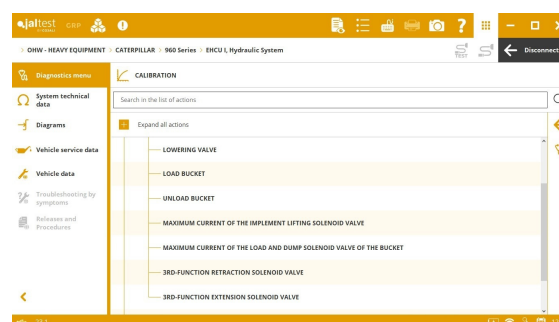 jaltest GRP
OHW - HEAVY EQUIPMENT > CATERPILLAR > 960 Series > EHCU I, Hydraulic System
TEST
Disconnect
Diagnostics menu
System technical data
Diagrams
Vehicle service data
Vehicle data
Troubleshooting by symptoms
Releases and Procedures
CALIBRATION
Search in the list of actions
Expand all actions
LOWERING VALVE
LOAD BUCKET
UNLOAD BUCKET
MAXIMUM CURRENT OF THE IMPLEMENT LIFTING SOLENOID VALVE
MAXIMUM CURRENT OF THE LOAD AND DUMP SOLENOID VALVE OF THE BUCKET
3RD-FUNCTION RETRACTION SOLENOID VALVE
3RD-FUNCTION EXTENSION SOLENOID VALVE